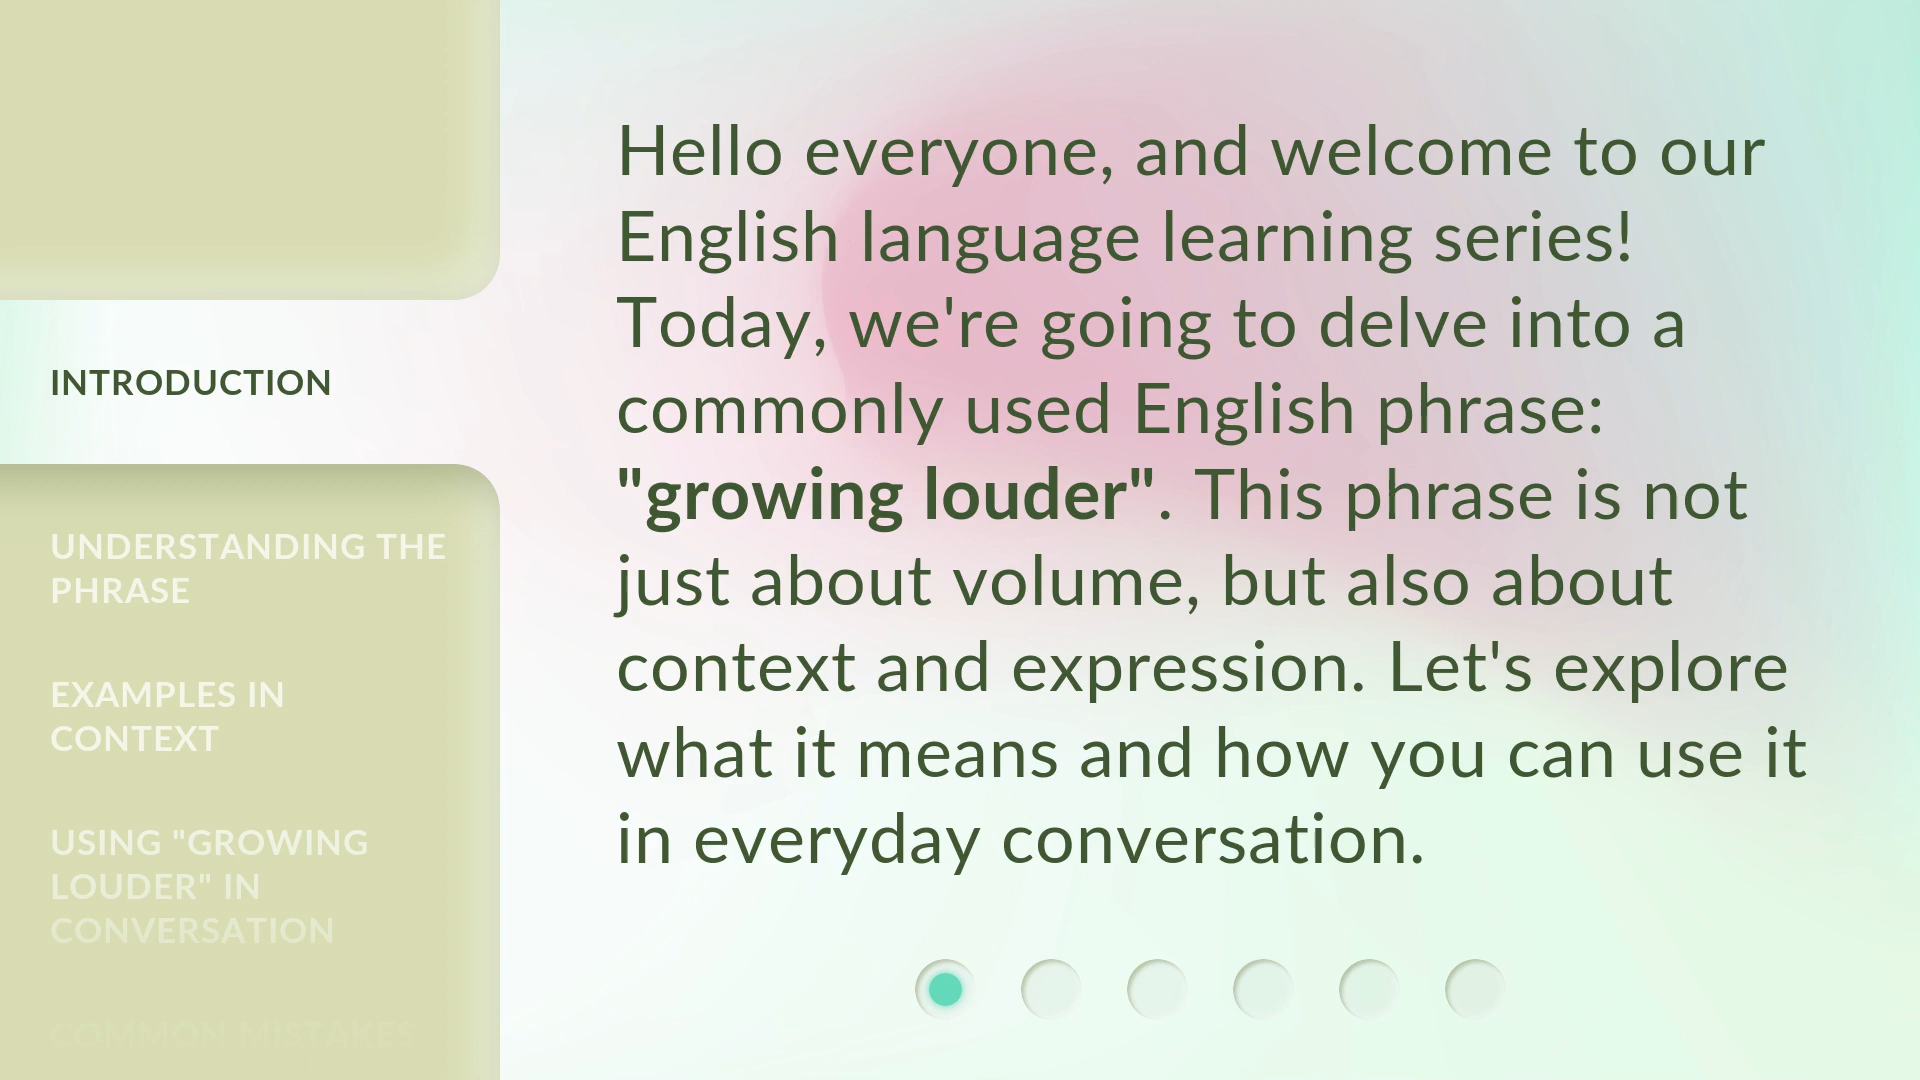 INTRODUCTION
UNDERSTANDING THE
PHRASE
EXAMPLES IN
CONTEXT
USING "GROWING
LOUDER" IN
CONVERSATION
COMMON MISTAKES
Hello everyone, and welcome to our
English language learning series!
Today, we're going to delve into a
commonly used English phrase:
"growing louder". This phrase is not
just about volume, but also about
context and expression. Let's explore
what it means and how you can use it
in everyday conversation.